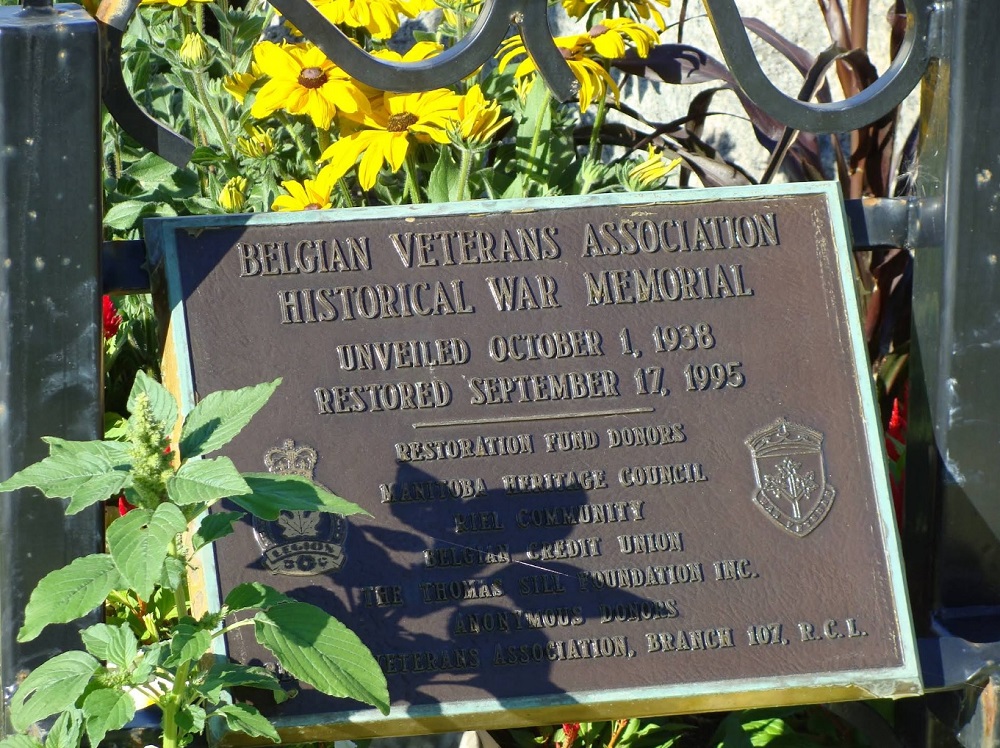 BELGIAN VETERANS ASSOCIATION
HISTORICAL WAR MEMORIAL
UNVEILED OCTOBER 1, 1938
RESTORED SEPTEMBER 17, 1995
RESTORATION FUND DONORS
MANITOBA HERITAGE COUNCIL
RIEL COMMUNITY
BELGIAN CREDIT UNION
THE THOMAS SILL FOUNDATION INC.
ANONYMOUS DONORS
VETERANS ASSOCIATION, BRANCH 107, R.C.L.
LEGION